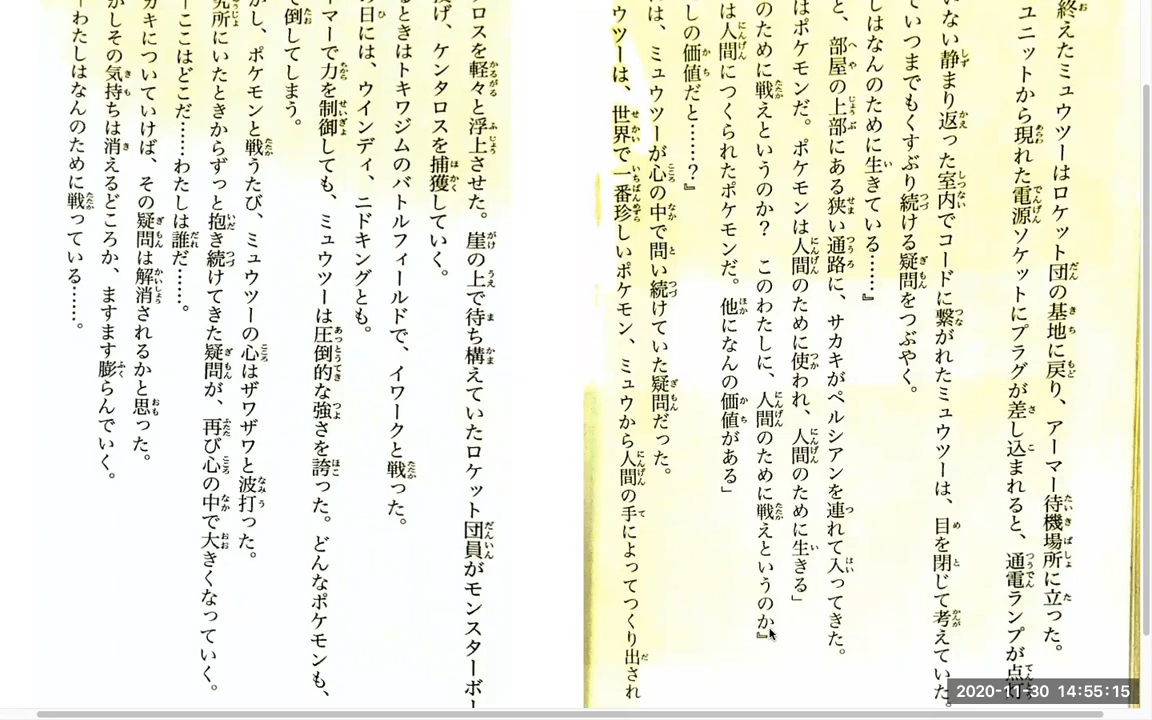 終えたミュウツーはロケット団の基地に戻り、アーマー待機場所に立った。
ユニットから現れた電源ソケットにプラグが差し込まれると、通電ランプが点
いない静まり返った室内でコードに繋がれたミュウツーは、目を閉じて考えていた。
ていつまでもくすぶり続ける疑問をつぶやく。
しはなんのために生きている……』
と、部屋の上部にある狭い通路に、サカキがペルシアンを連れて入ってきた。
はポケモンだ。ポケモンは人間のために使われ、人間のために生きる」
のために戦えというのか？　このわたしに、人間のために戦えというのか』
は人間につくられたポケモンだ。他になんの価値がある」
しの価値だと……？』
は、ミュウツーが心の中で問い続けていた疑問だった。
ウツーは、世界で一番珍しいポケモン、ミュウから人間の手によってつくり出され
ロスを軽々と浮上させた。崖の上で待ち構えていたロケット団員がモンスターボー
げ、ケンタロスを捕獲していく。
るときはトキワジムのバトルフィールドで、イワークと戦った。
の日には、ウインディ、ニドキングとも。
ーマーで力を制御しても、ミュウツーは圧倒的な強さを誇った。どんなポケモンも、
て倒してしまう。
かし、ポケモンと戦うたび、ミュウツーの心はザワザワと波打った。
究所にいたときからずっと抱き続けてきた疑問が、再び心の中で大きくなっていく。
ーここはどこだ……わたしは誰だ……。
カキについていけば、その疑問は解消されるかと思った。
かしその気持ちは消えるどころか、ますます膨らんでいく。
ーわたしはなんのために戦っている……。
2020-11-30 14:55:15